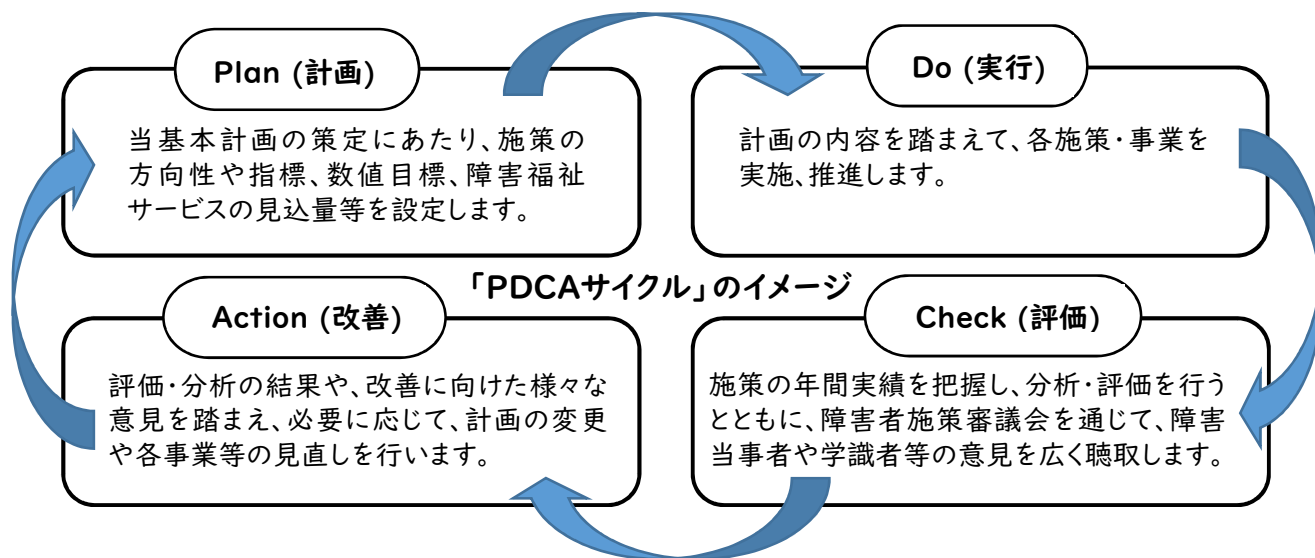 Plan (計画)
当基本計画の策定にあたり、施策の
方向性や指標、数値目標、障害福祉
サービスの見込量等を設定します。
Do (実行)
計画の内容を踏まえて、各施策・事業を
実施、推進します。
「PDCAサイクル」のイメージ
Action (改善)
評価・分析の結果や、改善に向けた様々な
意見を踏まえ、必要に応じて、計画の変更
や各事業等の見直しを行います。
Check (評価)
施策の年間実績を把握し、分析・評価を行う
とともに、障害者施策審議会を通じて、障害
当事者や学識者等の意見を広く聴取します。